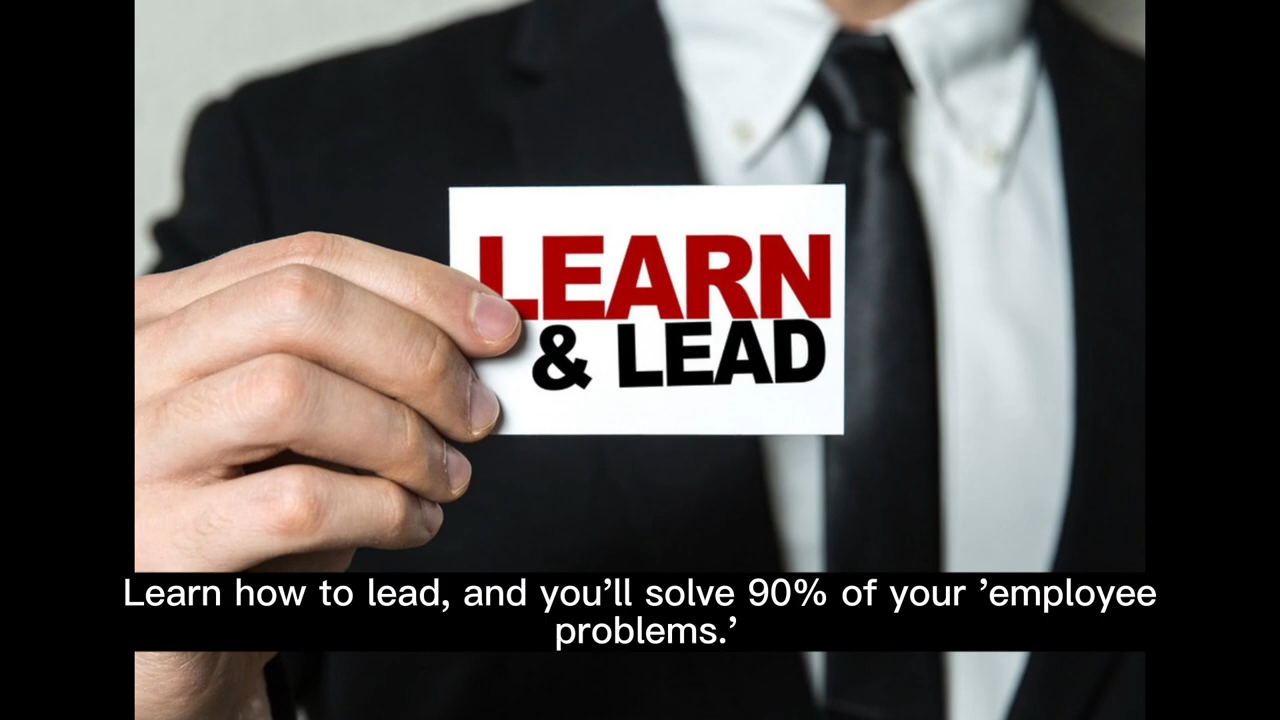 LEARN
& LEAD
Learn how to lead, and you’ll solve 90% of your ’employee
problems.’